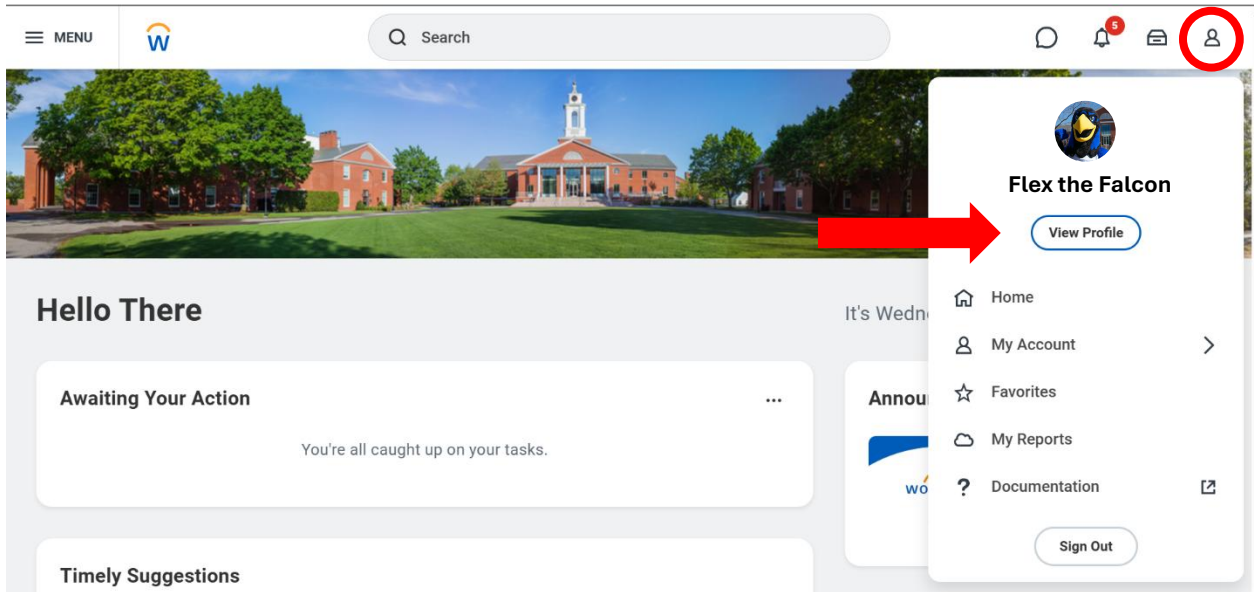 MENU
W
Search
5
Flex the Falcon
View Profile
Hello There
It's Wedn
Home
My Account
Awaiting Your Action
...
Annou
Favorites
You're all caught up on your tasks.
My Reports
wo
?
Documentation
Sign Out
Timely Suggestions